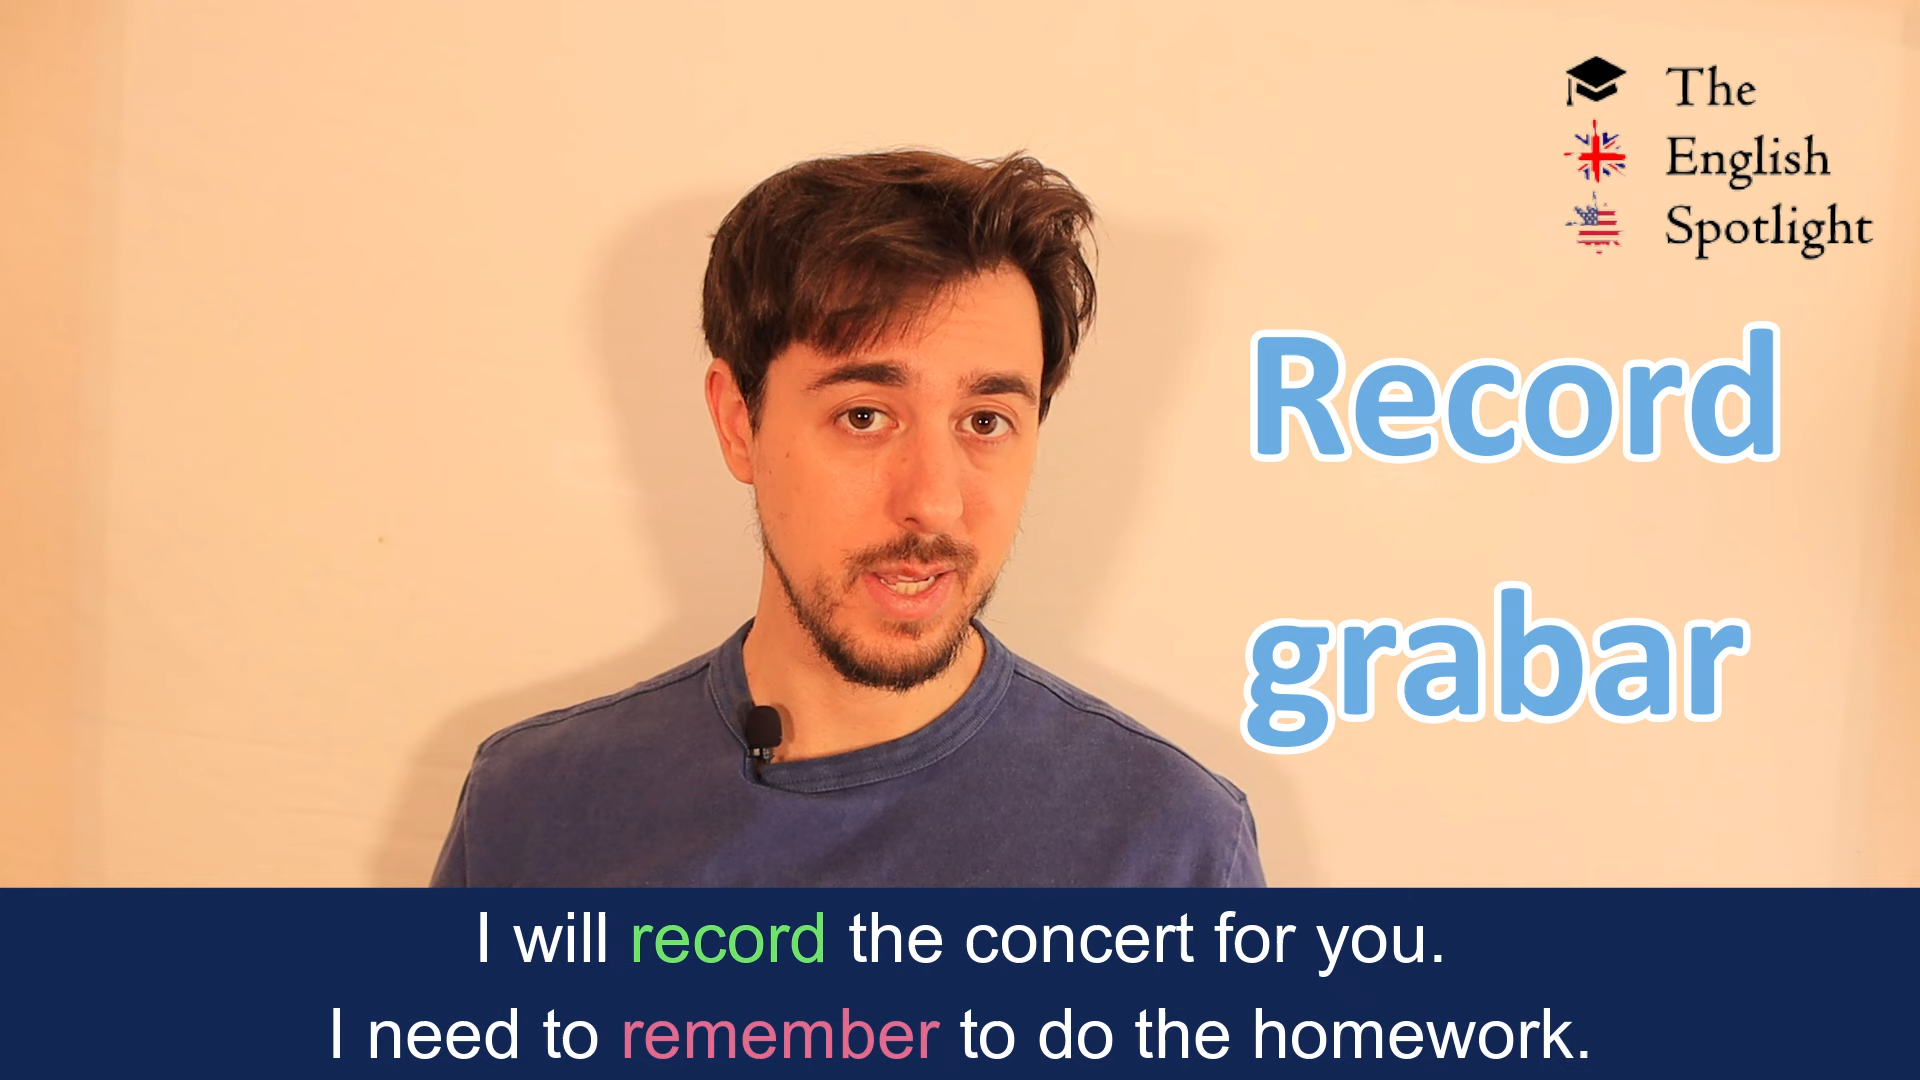 The
English
Spotlight
Record
grabar
I will record the concert for you.
I need to remember to do the homework.